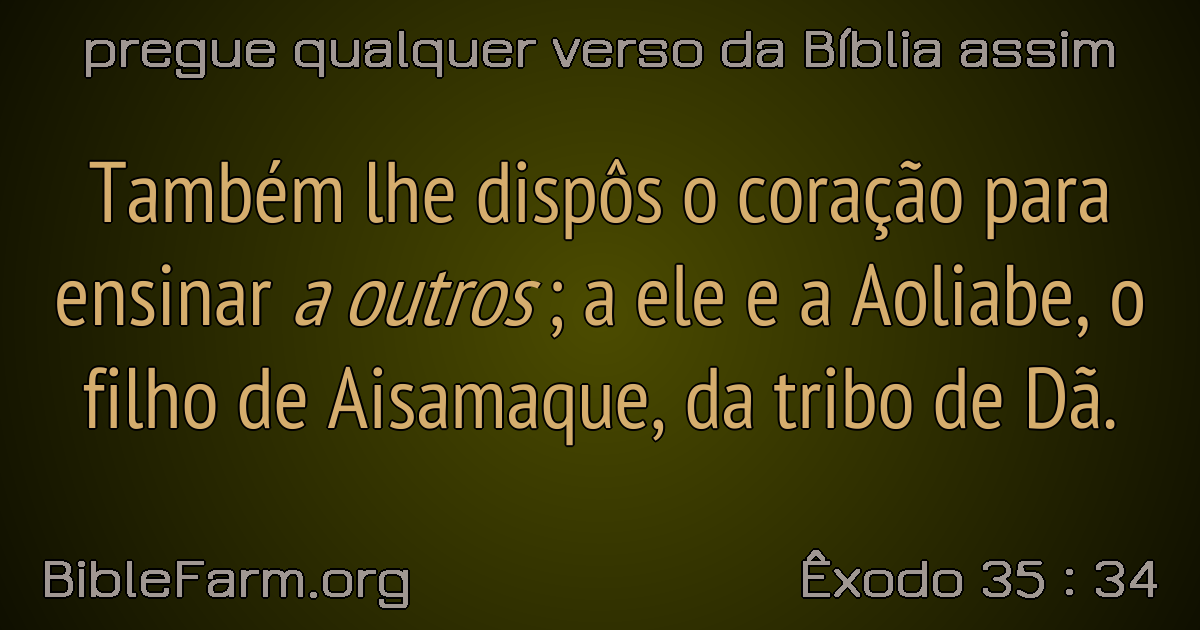 pregue qualquer verso da Bíblia assim
Também lhe dispôs o coração para
ensinar a outros; a ele e a Aoliabe, o
filho de Aisamaque, da tribo de Dã.
BibleFarm.org
Êxodo 35 : 34